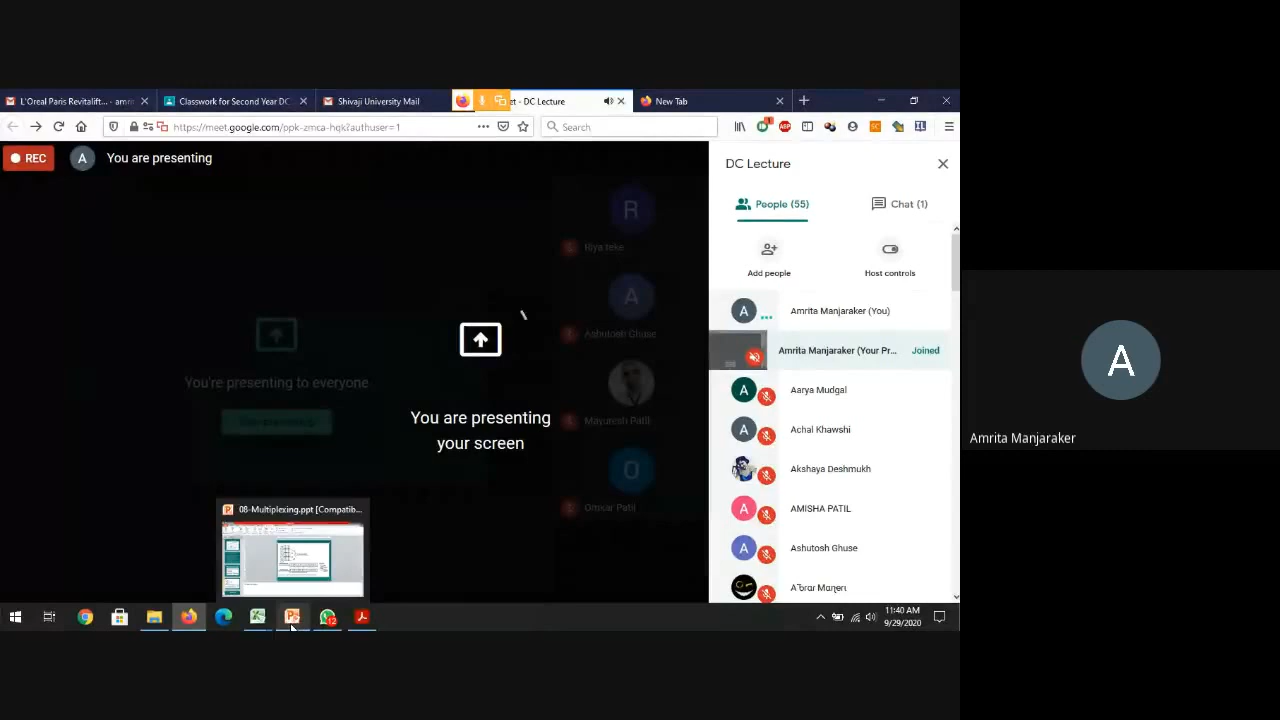 L'Oreal Paris Revitalift... - amr
Classwork for Second Year DC
Shivaji University Mail
et - DC Lecture
New Tab
https://meet.google.com/ppk-zmca-hqk?authuser=1
Search
REC
A
You are presenting
DC Lecture
People (55)
Chat (1)
Add people
Host controls
R
Riya teke
A
Ashutosh Ghuse
Mayuresh Patil
O
Omkar Patil
You're presenting to everyone
You are presenting
your screen
A
Amrita Manjaraker (You)
Amrita Manjaraker (Your Pr...
Joined
A
Aarya Mudgal
A
Achal Khawshi
Akshaya Deshmukh
A
AMISHA PATIL
A
Ashutosh Ghuse
08-Multiplexing.ppt [Compatib...
12
11:40 AM
9/29/2020
A
Amrita Manjaraker